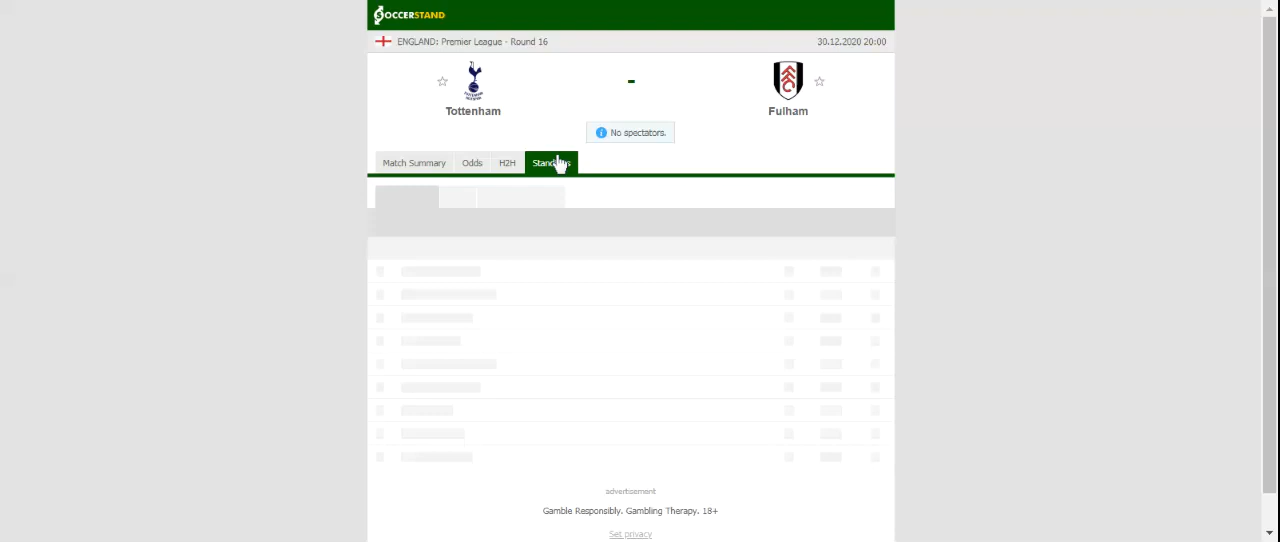 SOCCERSTAND
ENGLAND: Premier League - Round 16 30.12.2020 20:00
Tottenham - Fulham
No spectators.
Match Summary Odds H2H
advertisement
Gamble Responsibly. Gambling Therapy. 18+
Set privacy